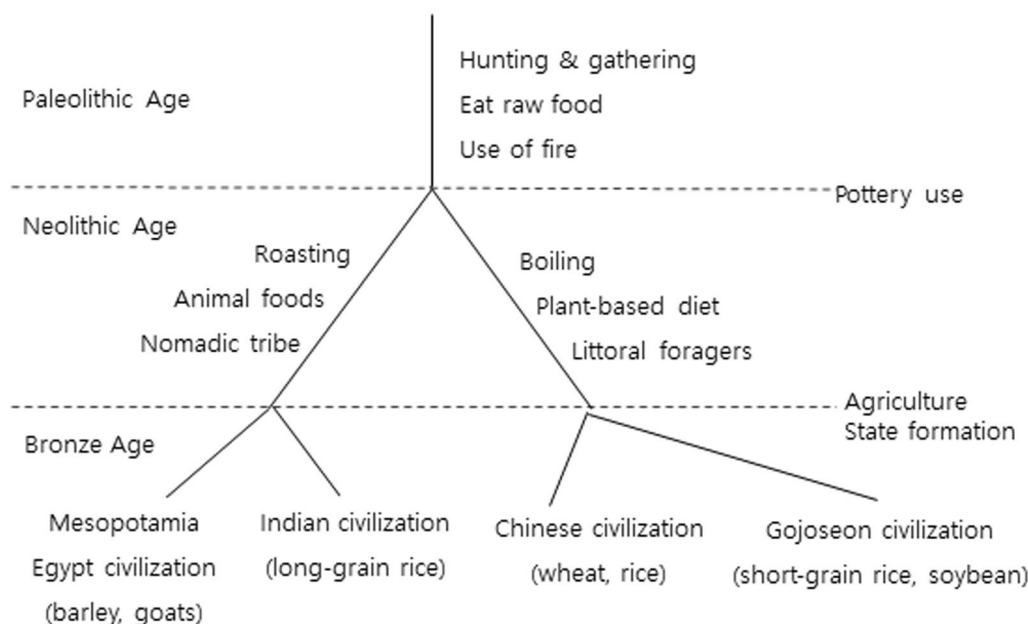 Hunting & gathering
Paleolithic Age
Eat raw food
Use of fire
Pottery use
Neolithic Age
Roasting
Animal foods
Nomadic tribe
Boiling
Plant-based diet
Littoral foragers
Agriculture
State formation
Bronze Age
Mesopotamia
Egypt civilization
(barley, goats)
Indian civilization
(long-grain rice)
Chinese civilization
(wheat, rice)
Gojoseon civilization
(short-grain rice, soybean)